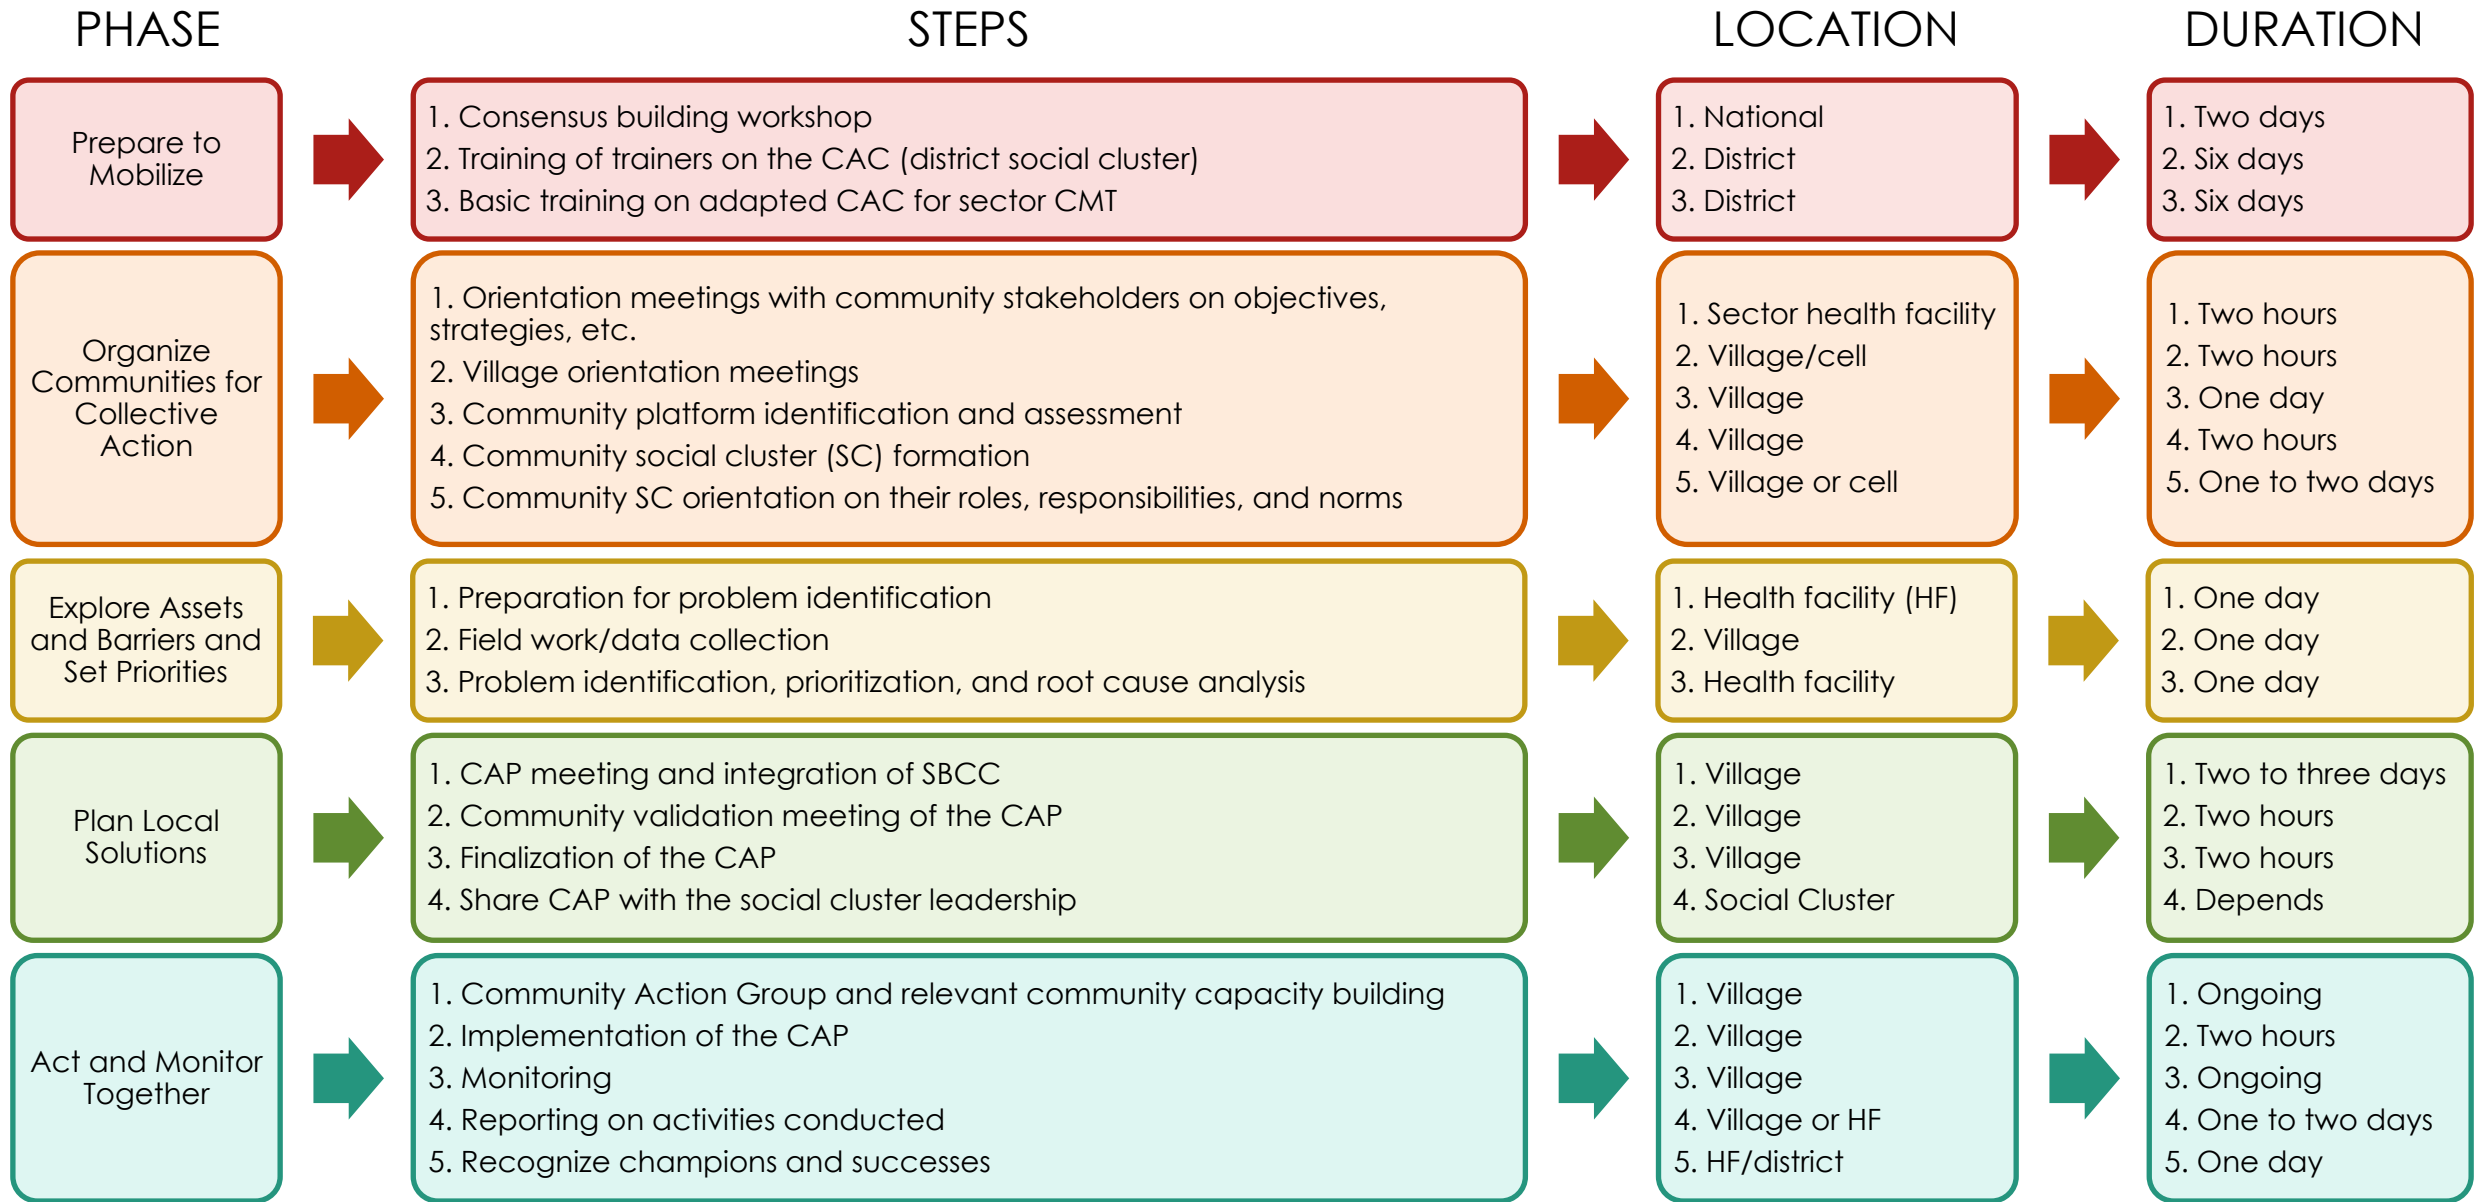 PHASE
STEPS
LOCATION
DURATION
Prepare to
Mobilize
1. Consensus building workshop
2. Training of trainers on the CAC (district social cluster)
3. Basic training on adapted CAC for sector CMT
1. National
2. District
3. District
1. Two days
2. Six days
3. Six days
Organize
Communities for
Collective
Action
1. Orientation meetings with community stakeholders on objectives,
strategies, etc.
2. Village orientation meetings
3. Community platform identification and assessment
4. Community social cluster (SC) formation
5. Community SC orientation on their roles, responsibilities, and norms
1. Sector health facility
2. Village/cell
3. Village
4. Village
5. Village or cell
1. Two hours
2. Two hours
3. One day
4. Two hours
5. One to two days
Explore Assets
and Barriers and
Set Priorities
1. Preparation for problem identification
2. Field work/data collection
3. Problem identification, prioritization, and root cause analysis
1. Health facility (HF)
2. Village
3. Health facility
1. One day
2. One day
3. One day
Plan Local
Solutions
1. CAP meeting and integration of SBCC
2. Community validation meeting of the CAP
3. Finalization of the CAP
4. Share CAP with the social cluster leadership
1. Village
2. Village
3. Village
4. Social Cluster
1. Two to three days
2. Two hours
3. Two hours
4. Depends
Act and Monitor
Together
1. Community Action Group and relevant community capacity building
2. Implementation of the CAP
3. Monitoring
4. Reporting on activities conducted
5. Recognize champions and successes
1. Village
2. Village
3. Village
4. Village or HF
5. HF/district
1. Ongoing
2. Two hours
3. Ongoing
4. One to two days
5. One day